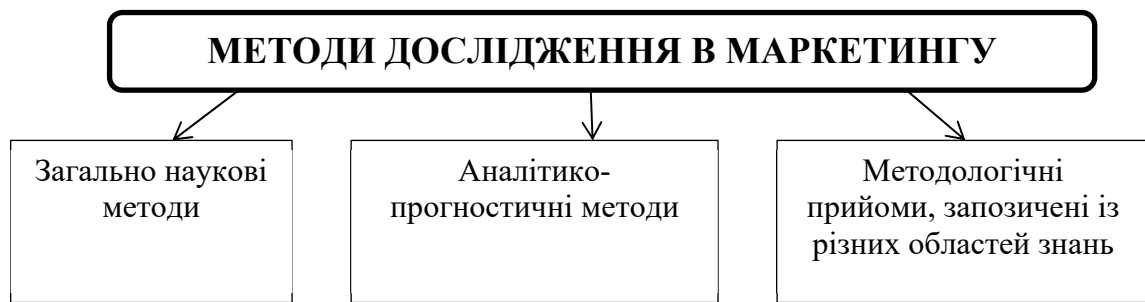 МЕТОДИ ДОСЛІДЖЕННЯ В МАРКЕТИНГУ
Загально наукові
методи
Аналітико-
прогностичні методи
Методологічні
прийоми, запозичені із
різних областей знань